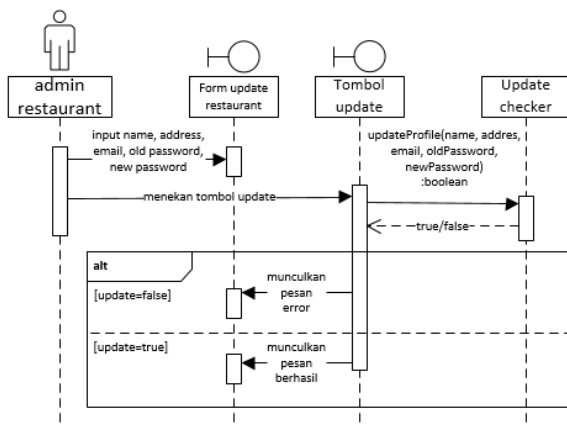 admin
restaurant
Form update
restaurant
Tombol
update
Update
checker
input name, address,
email, old password,
new password
updateProfile(name, addres,
email, oldPassword,
newPassword)
:boolean
menekan tombol update
true/false
alt
[update=false]
munculkan
pesan
error
[update=true]
munculkan
pesan
berhasil